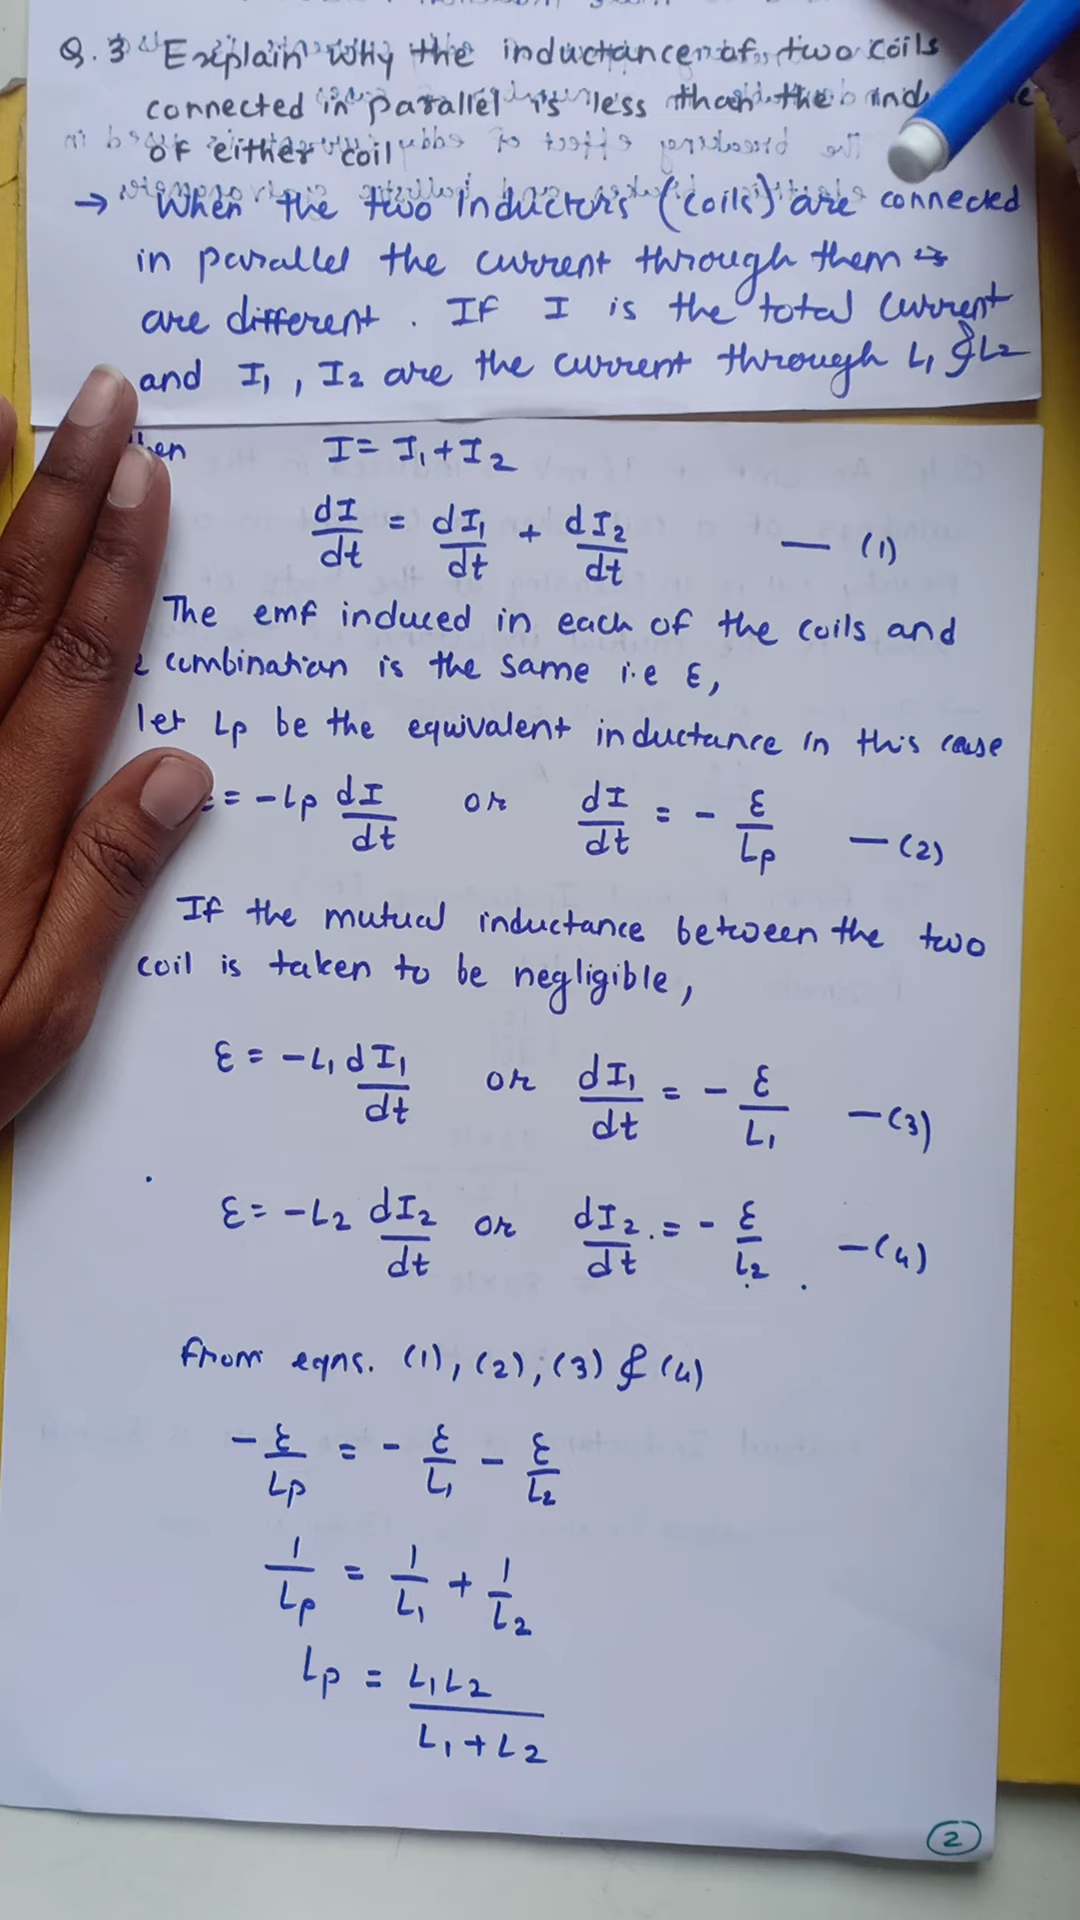 Q.3 Explain why the inductance of two coils
connected in parallel is less than the
of either coil
→ When the two inductors (coils) are connected
in parallel the current through them
are different. If I is the total current
and I₁, I₂ are the current through L₁ & L₂
I = I₁ + I₂
dI/dt = dI₁/dt + dI₂/dt — (1)
The emf induced in each of the coils and
combination is the same i.e ε,
let Lp be the equivalent inductance in this case
= -Lp dI/dt or dI/dt = - ε/Lp — (2)
If the mutual inductance between the two
coil is taken to be negligible,
ε = -L₁ dI₁/dt or dI₁/dt = - ε/L₁ — (3)
ε = -L₂ dI₂/dt or dI₂/dt = - ε/L₂ — (4)
from eqns. (1), (2), (3) & (4)
- ε/Lp = - ε/L₁ - ε/L₂
1/Lp = 1/L₁ + 1/L₂
Lp = L₁L₂/L₁+L₂
2